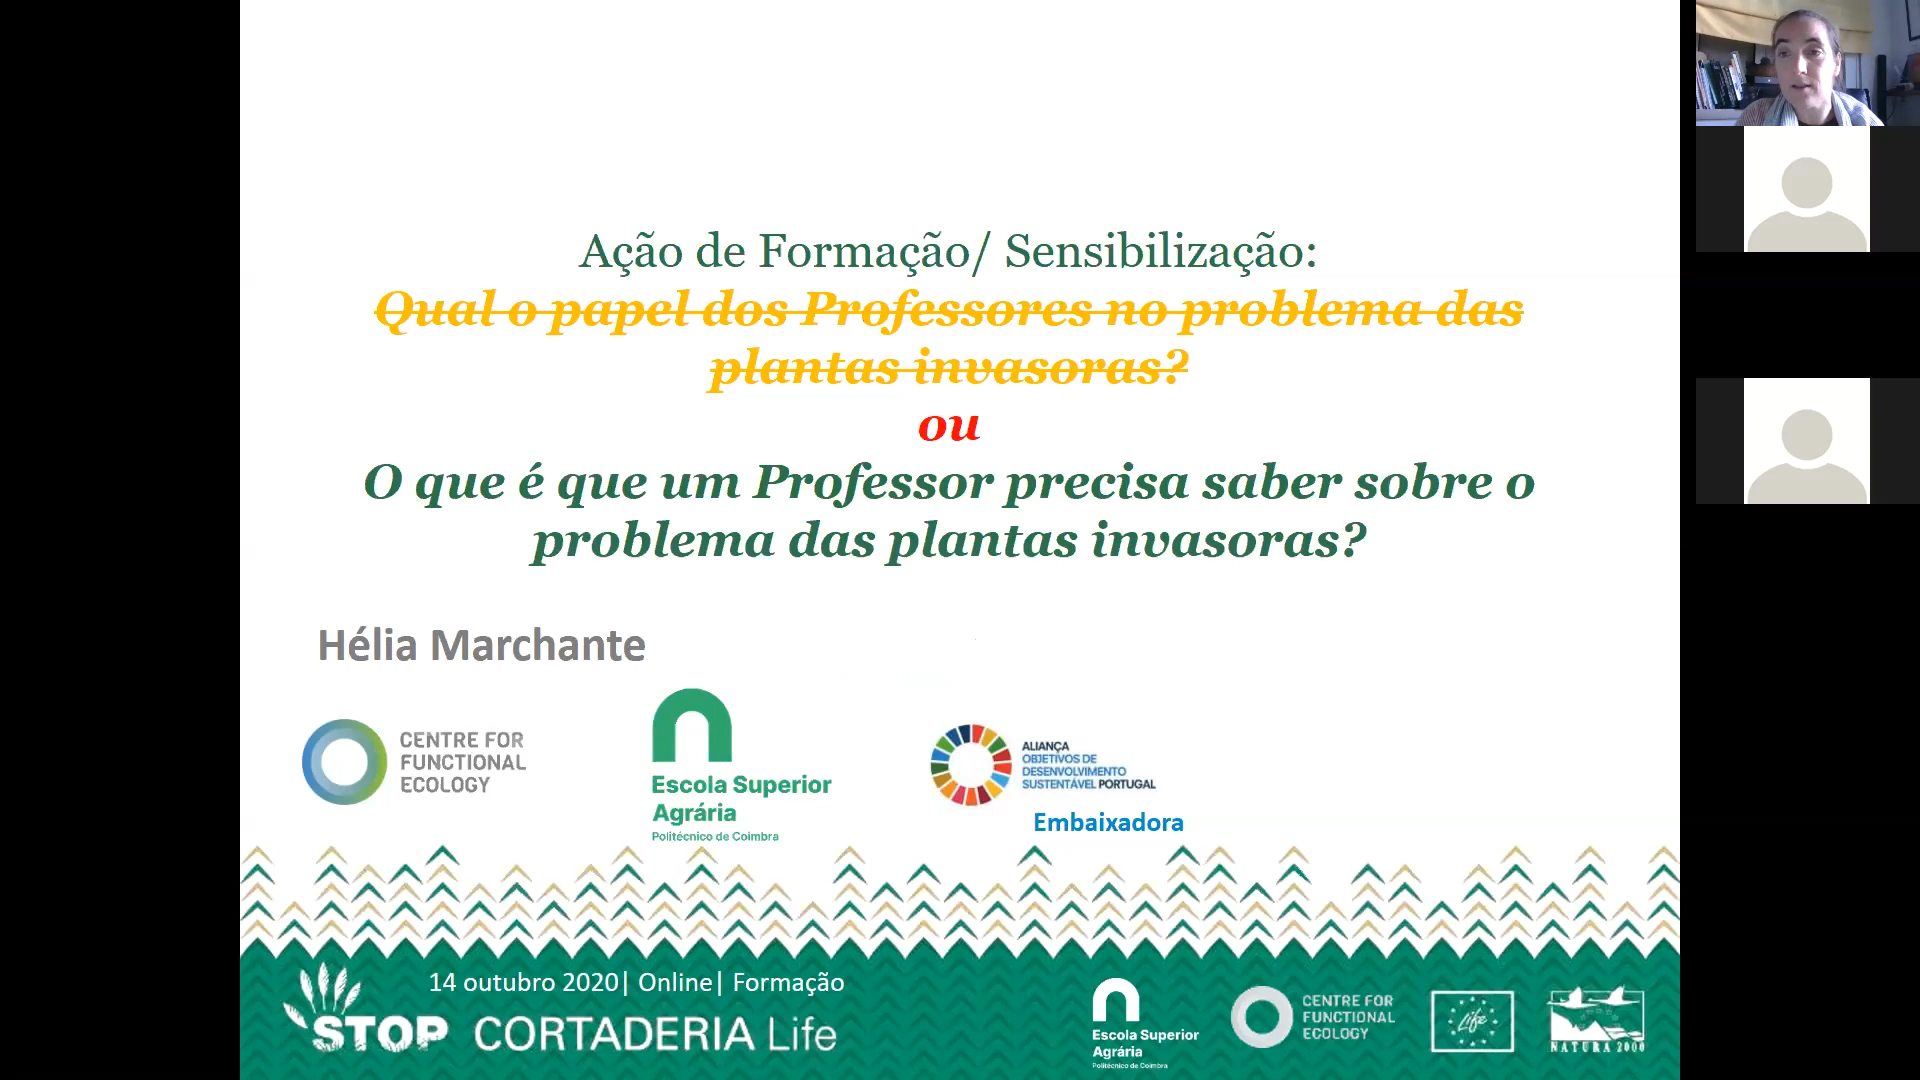 Ação de Formação/ Sensibilização:
Qual o papel dos Professores no problema das
plantas invasoras?
ou
O que é que um Professor precisa saber sobre o
problema das plantas invasoras?
Hélia Marchante
CENTRE FOR
FUNCTIONAL
ECOLOGY
Escola Superior
Agrária
Politécnico de Coimbra
ALIANÇA
OBJETIVOS DE
DESENVOLVIMENTO
SUSTENTÁVEL PORTUGAL
Embaixadora
14 outubro 2020| Online| Formação
STOP CORTADERIA Life
Escola Superior
Agrária
Politécnico de Coimbra
CENTRE FOR
FUNCTIONAL
ECOLOGY
Life
NATURA 2000